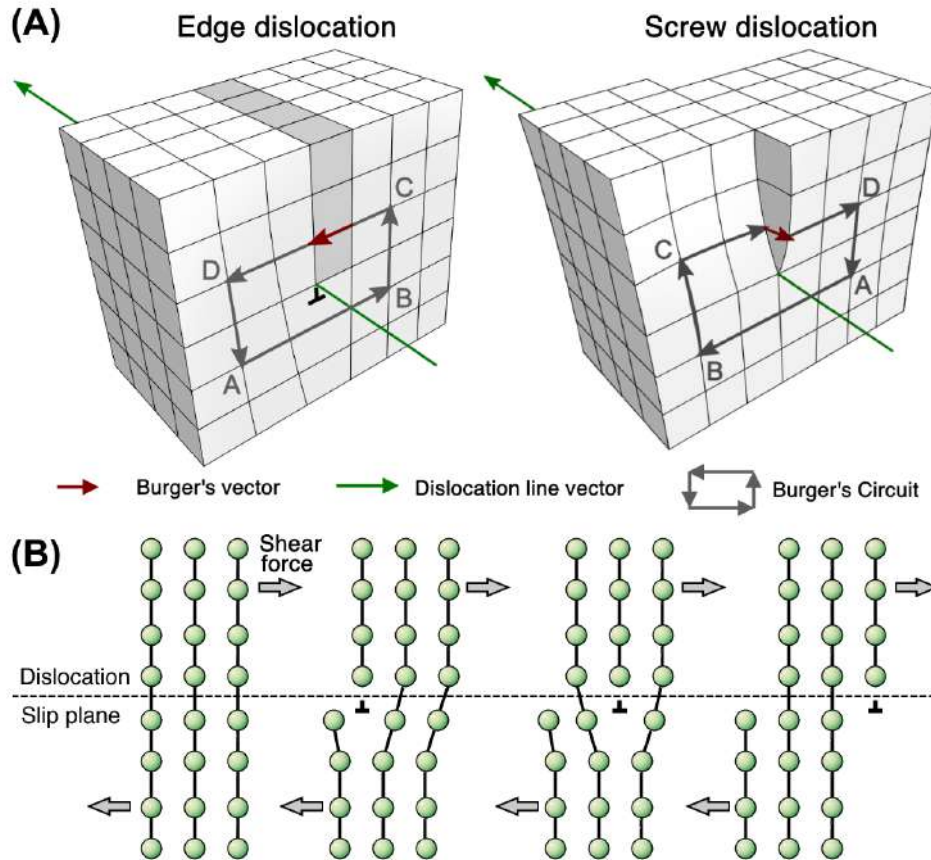 (A)
Edge dislocation
Screw dislocation
C
D
B
A
D
C
A
B
Burger's vector
Dislocation line vector
Burger's Circuit
(B)
Shear
force
Dislocation
Slip plane